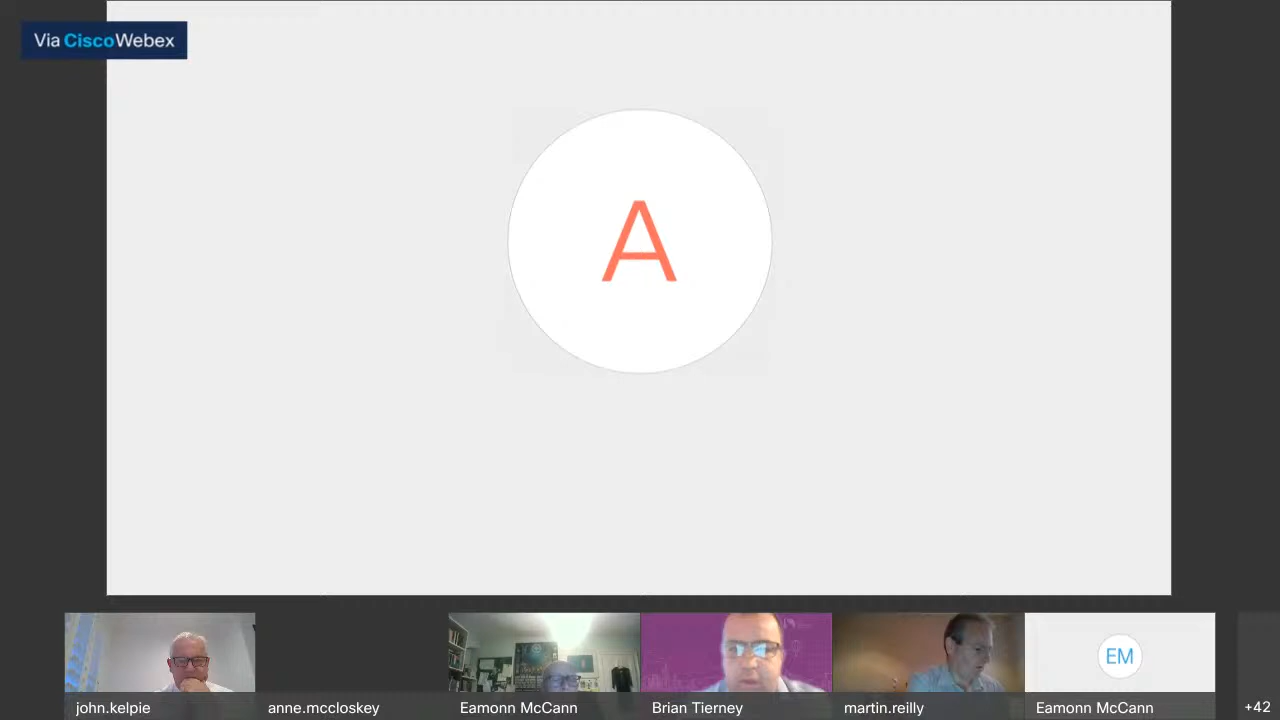 Via CiscoWebex
A
EM
john.kelpie
anne.mccloskey
Eamonn McCann
Brian Tierney
martin.reilly
Eamonn McCann
+42